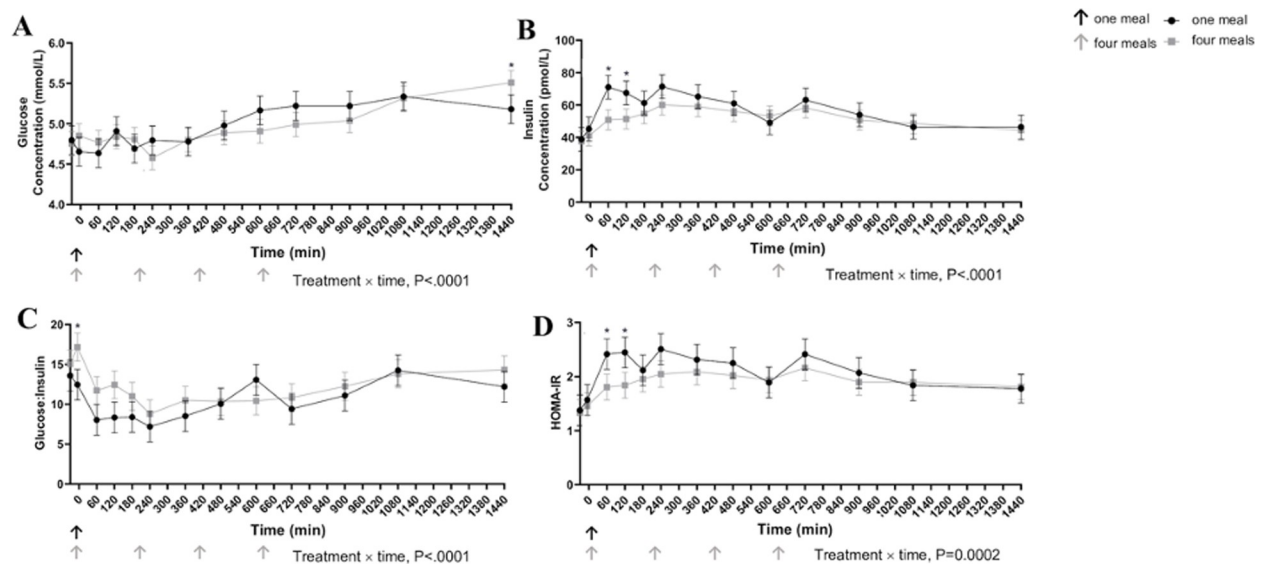 one meal
one meal
four meals
four meals
A
Glucose
Concentration (mmol/L)
6.0
5.5
5.0
4.5
4.0
*
0 60 120 180 240 300 360 420 480 540 600 660 720 780 840 900 960 1020 1080 1140 1200 1260 1320 1380 1440
Time (min)
Treatment × time, P<.0001
B
Insulin
Concentration (pmol/L)
100
80
60
40
20
0
* *
0 60 120 180 240 300 360 420 480 540 600 660 720 780 840 900 960 1020 1080 1140 1200 1260 1320 1380 1440
Time (min)
Treatment × time, P<.0001
C
Glucose:Insulin
20
15
10
5
0
*
0 60 120 180 240 300 360 420 480 540 600 660 720 780 840 900 960 1020 1080 1140 1200 1260 1320 1380 1440
Time (min)
Treatment × time, P<.0001
D
HOMA-IR
3
2
1
0
* *
0 60 120 180 240 300 360 420 480 540 600 660 720 780 840 900 960 1020 1080 1140 1200 1260 1320 1380 1440
Time (min)
Treatment × time, P=0.0002